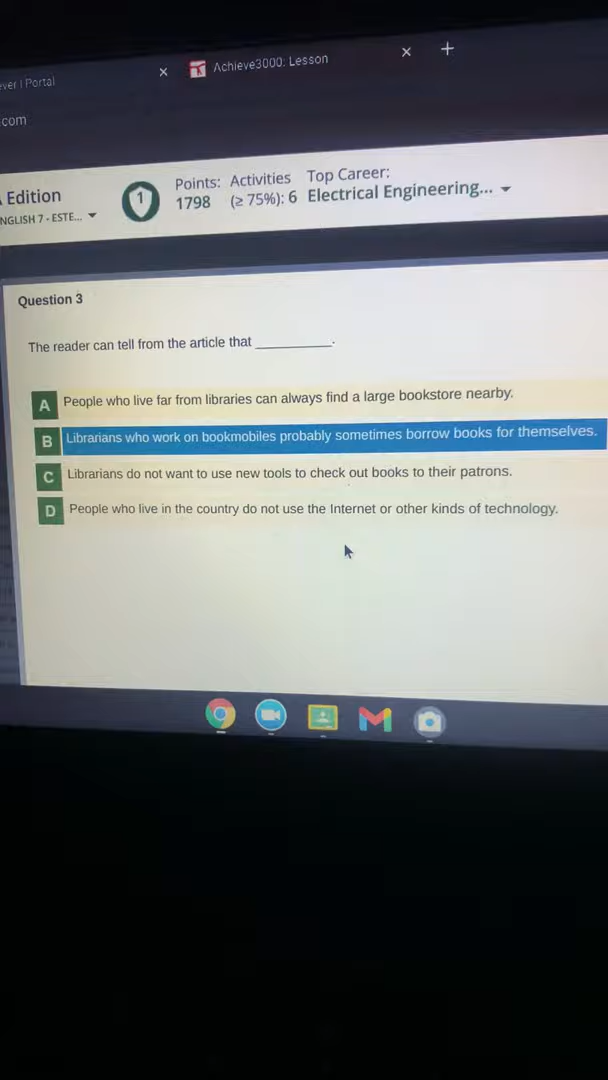 ver | Portal
Achieve3000: Lesson
.com
Edition
NGLISH 7 - ESTE...
1
Points: Activities Top Career:
1798 (≥ 75%): 6 Electrical Engineering...
Question 3
The reader can tell from the article that __________.
A People who live far from libraries can always find a large bookstore nearby.
B Librarians who work on bookmobiles probably sometimes borrow books for themselves.
C Librarians do not want to use new tools to check out books to their patrons.
D People who live in the country do not use the Internet or other kinds of technology.